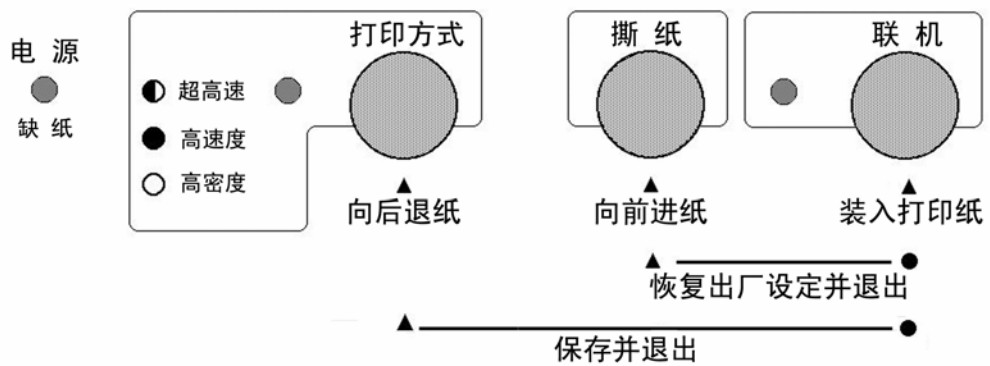 电 源
缺 纸
打印方式
超高速
高速度
高密度
向后退纸
撕 纸
向前进纸
联 机
装入打印纸
恢复出厂设定并退出
保存并退出